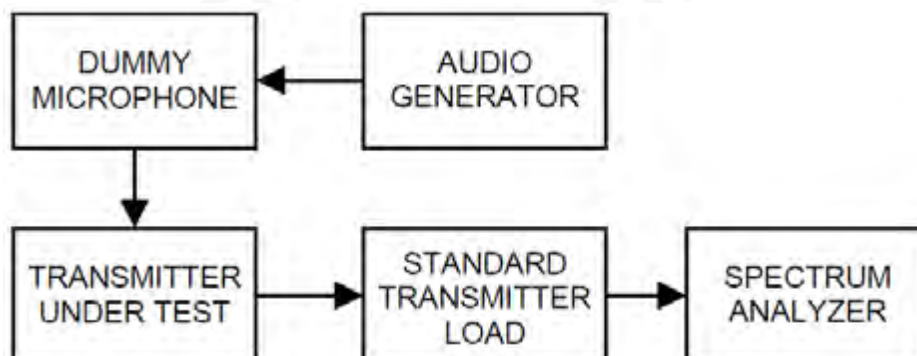 DUMMY
MICROPHONE
AUDIO
GENERATOR
TRANSMITTER
UNDER TEST
STANDARD
TRANSMITTER
LOAD
SPECTRUM
ANALYZER